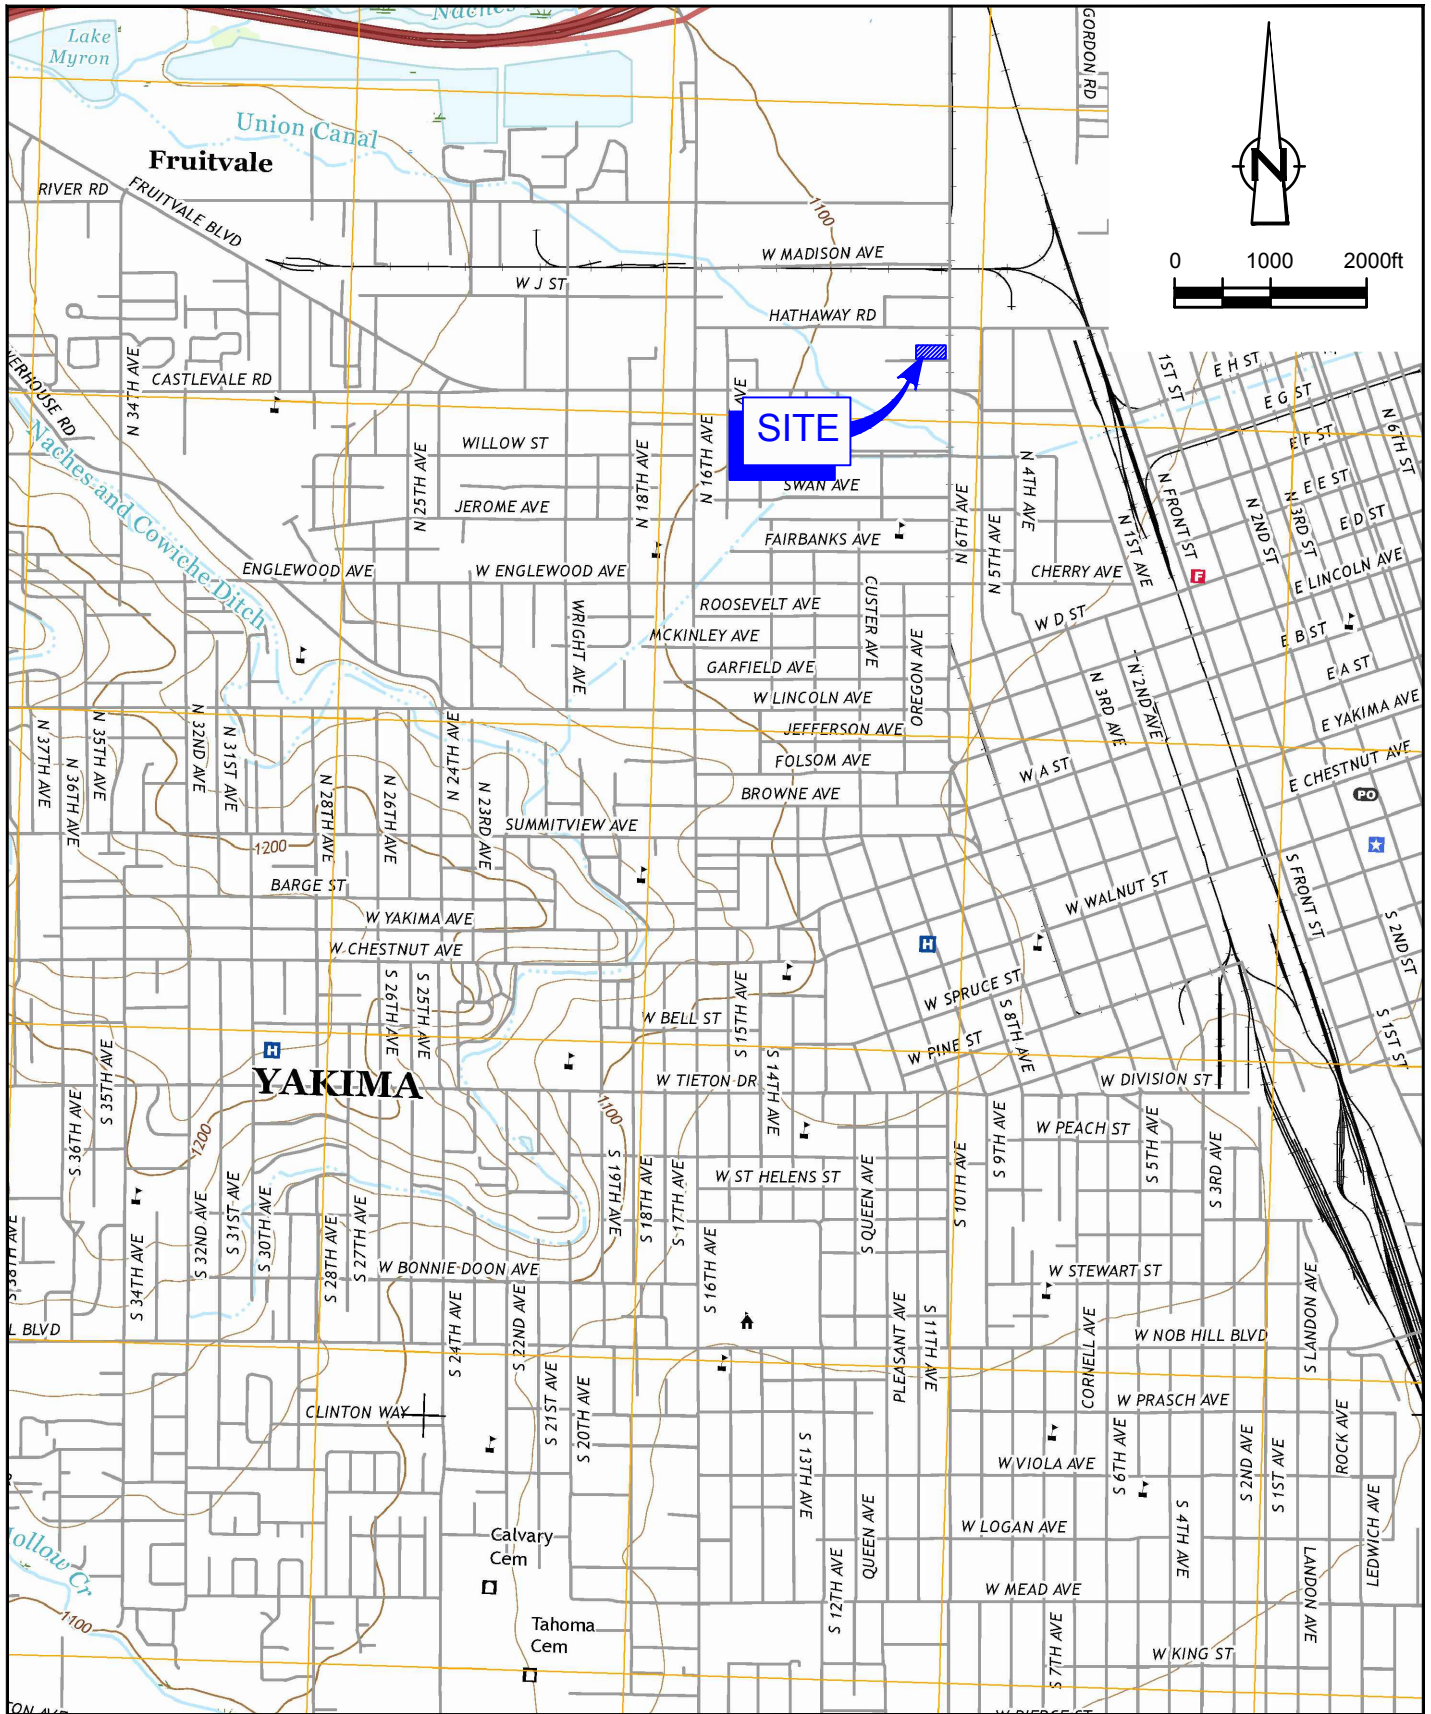 Naches
Lake
Myron
GORDON RD
Union Canal
Fruitvale
N
RIVER RD
FRUITVALE BLVD
1100
W MADISON AVE
0 1000 2000ft
W J ST
HATHAWAY RD
N 34TH AVE
CASTLEVALE RD
AVE
1ST ST
E H ST
E G ST
SITE
E F ST
N 6TH ST
WILLOW ST
N 25TH AVE
N 18TH AVE
N 16TH AVE
Naches and Cowiche Ditch
SWAN AVE
N 4TH AVE
E E ST
JEROME AVE
N 6TH AVE
N 5TH AVE
N 1ST AVE
N FRONT ST
N 2ND ST
N 3RD ST
E D ST
FAIRBANKS AVE
ENGLEWOOD AVE
W ENGLEWOOD AVE
CHERRY AVE
F
E LINCOLN AVE
ROOSEVELT AVE
CUSTER AVE
W D ST
WRIGHT AVE
MCKINLEY AVE
E B ST
GARFIELD AVE
OREGON AVE
E A ST
W LINCOLN AVE
N 3RD AVE
N 2ND AVE
JEFFERSON AVE
E YAKIMA AVE
N 37TH AVE
N 36TH AVE
N 35TH AVE
N 32ND AVE
N 31ST AVE
N 28TH AVE
N 26TH AVE
N 24TH AVE
N 23RD AVE
FOLSOM AVE
W A ST
E CHESTNUT AVE
BROWNE AVE
PO
SUMMITVIEW AVE
1200
BARGE ST
S FRONT ST
W WALNUT ST
W YAKIMA AVE
S 2ND ST
W CHESTNUT AVE
H
S 26TH AVE
S 25TH AVE
S 15TH AVE
W SPRUCE ST
W BELL ST
S 8TH AVE
S 1ST ST
H
W PINE ST
S 35TH AVE
YAKIMA
W TIETON DR
S 14TH AVE
W DIVISION ST
S 36TH AVE
1200
1100
S 9TH AVE
W PEACH ST
S 5TH AVE
S 3RD AVE
S 10TH AVE
W ST HELENS ST
S QUEEN AVE
S 19TH AVE
S 18TH AVE
S 17TH AVE
S 38TH AVE
S 34TH AVE
S 32ND AVE
S 31ST AVE
S 30TH AVE
S 28TH AVE
S 27TH AVE
W BONNIE DOON AVE
S 16TH AVE
W STEWART ST
S LANDON AVE
L BLVD
S 24TH AVE
S 22ND AVE
PLEASANT AVE
S 11TH AVE
CORNELL AVE
W NOB HILL BLVD
S 21ST AVE
S 20TH AVE
W PRASCH AVE
CLINTON WAY
ROCK AVE
S 13TH AVE
S 6TH AVE
S 2ND AVE
S 1ST AVE
W VIOLA AVE
QUEEN AVE
S 4TH AVE
LEDWICH AVE
W LOGAN AVE
Calvary
Cem
ollow Cr
S 12TH AVE
LANDON AVE
W MEAD AVE
1100
Tahoma
Cem
S 7TH AVE
W KING ST
W PIERCE ST